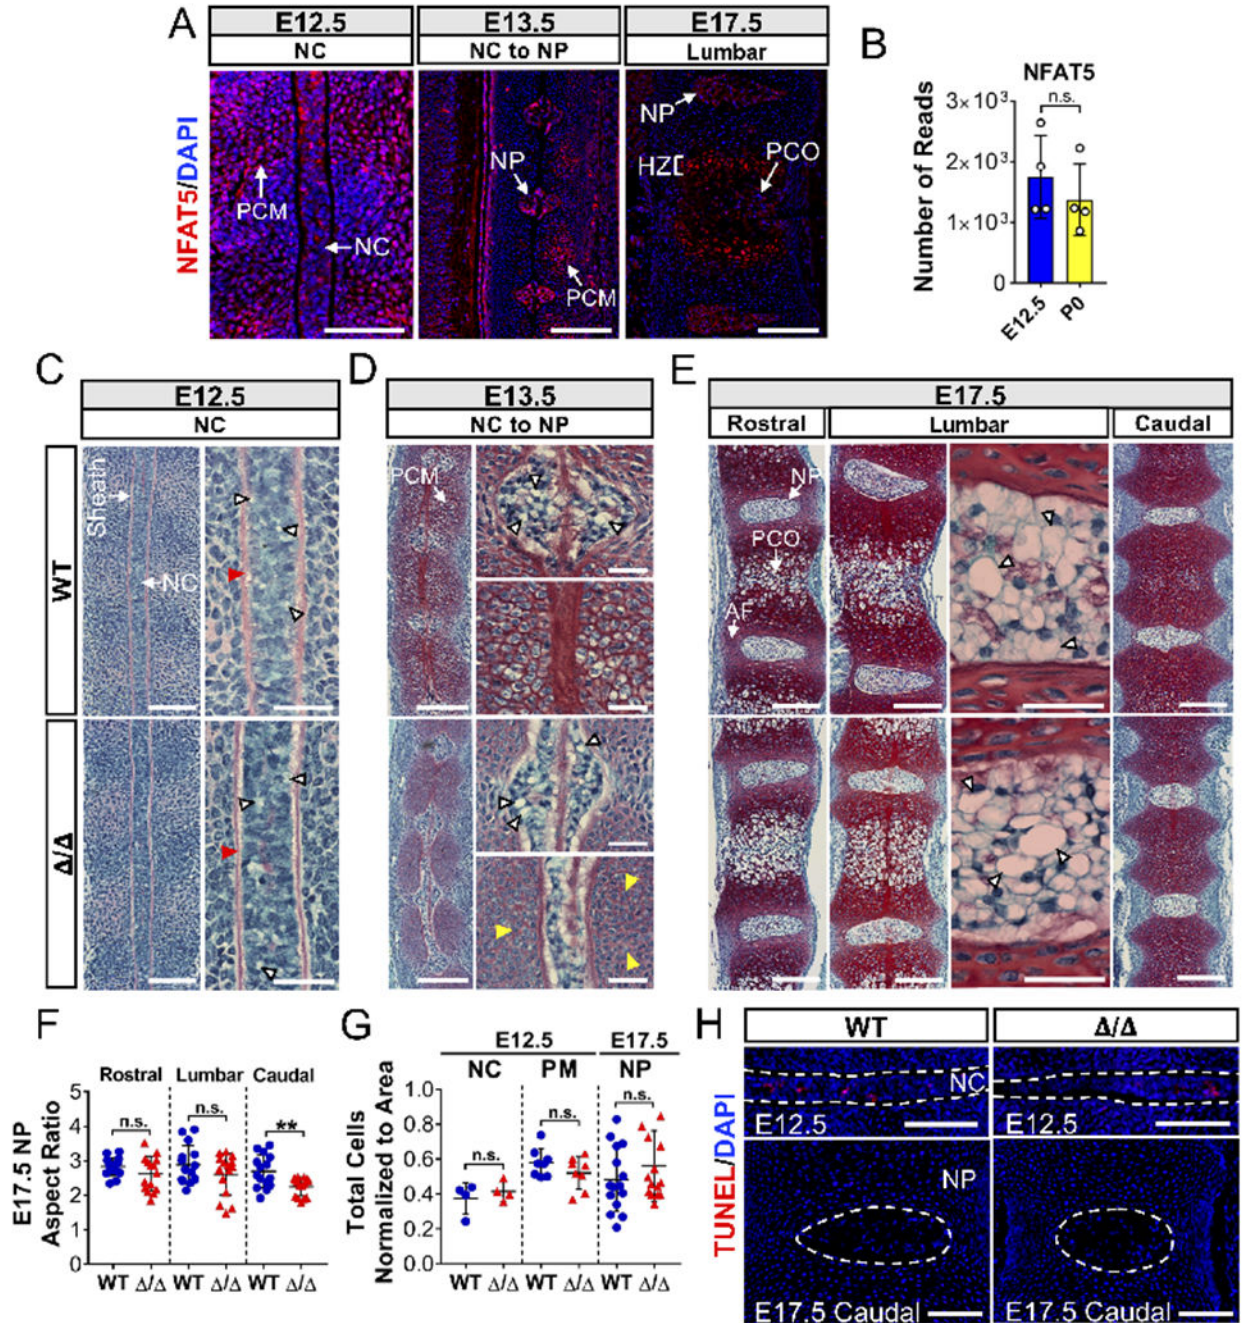 A
E12.5
E13.5
E17.5
NC
NC to NP
Lumbar
NFAT5/DAPI
PCM
NC
NP
PCM
NP
HZ
PCO
B
NFAT5
n.s.
Number of Reads
3×10³
2×10³
1×10³
0
E12.5
P0
C
E12.5
NC
D
E13.5
NC to NP
E
E17.5
Rostral
Lumbar
Caudal
WT
Sheath
NC
PCM
NP
PCO
AF
Δ/Δ
F
Rostral
Lumbar
Caudal
n.s.
n.s.
**
E17.5 NP
Aspect Ratio
5
4
3
2
1
0
WT Δ/Δ WT Δ/Δ WT Δ/Δ
G
E12.5
E17.5
NC
PM
NP
n.s.
n.s.
n.s.
Total Cells
Normalized to Area
1.0
0.8
0.6
0.4
0.2
0.0
WT Δ/Δ WT Δ/Δ WT Δ/Δ
H
WT
Δ/Δ
TUNEL/DAPI
NC
E12.5
E12.5
NP
E17.5 Caudal
E17.5 Caudal